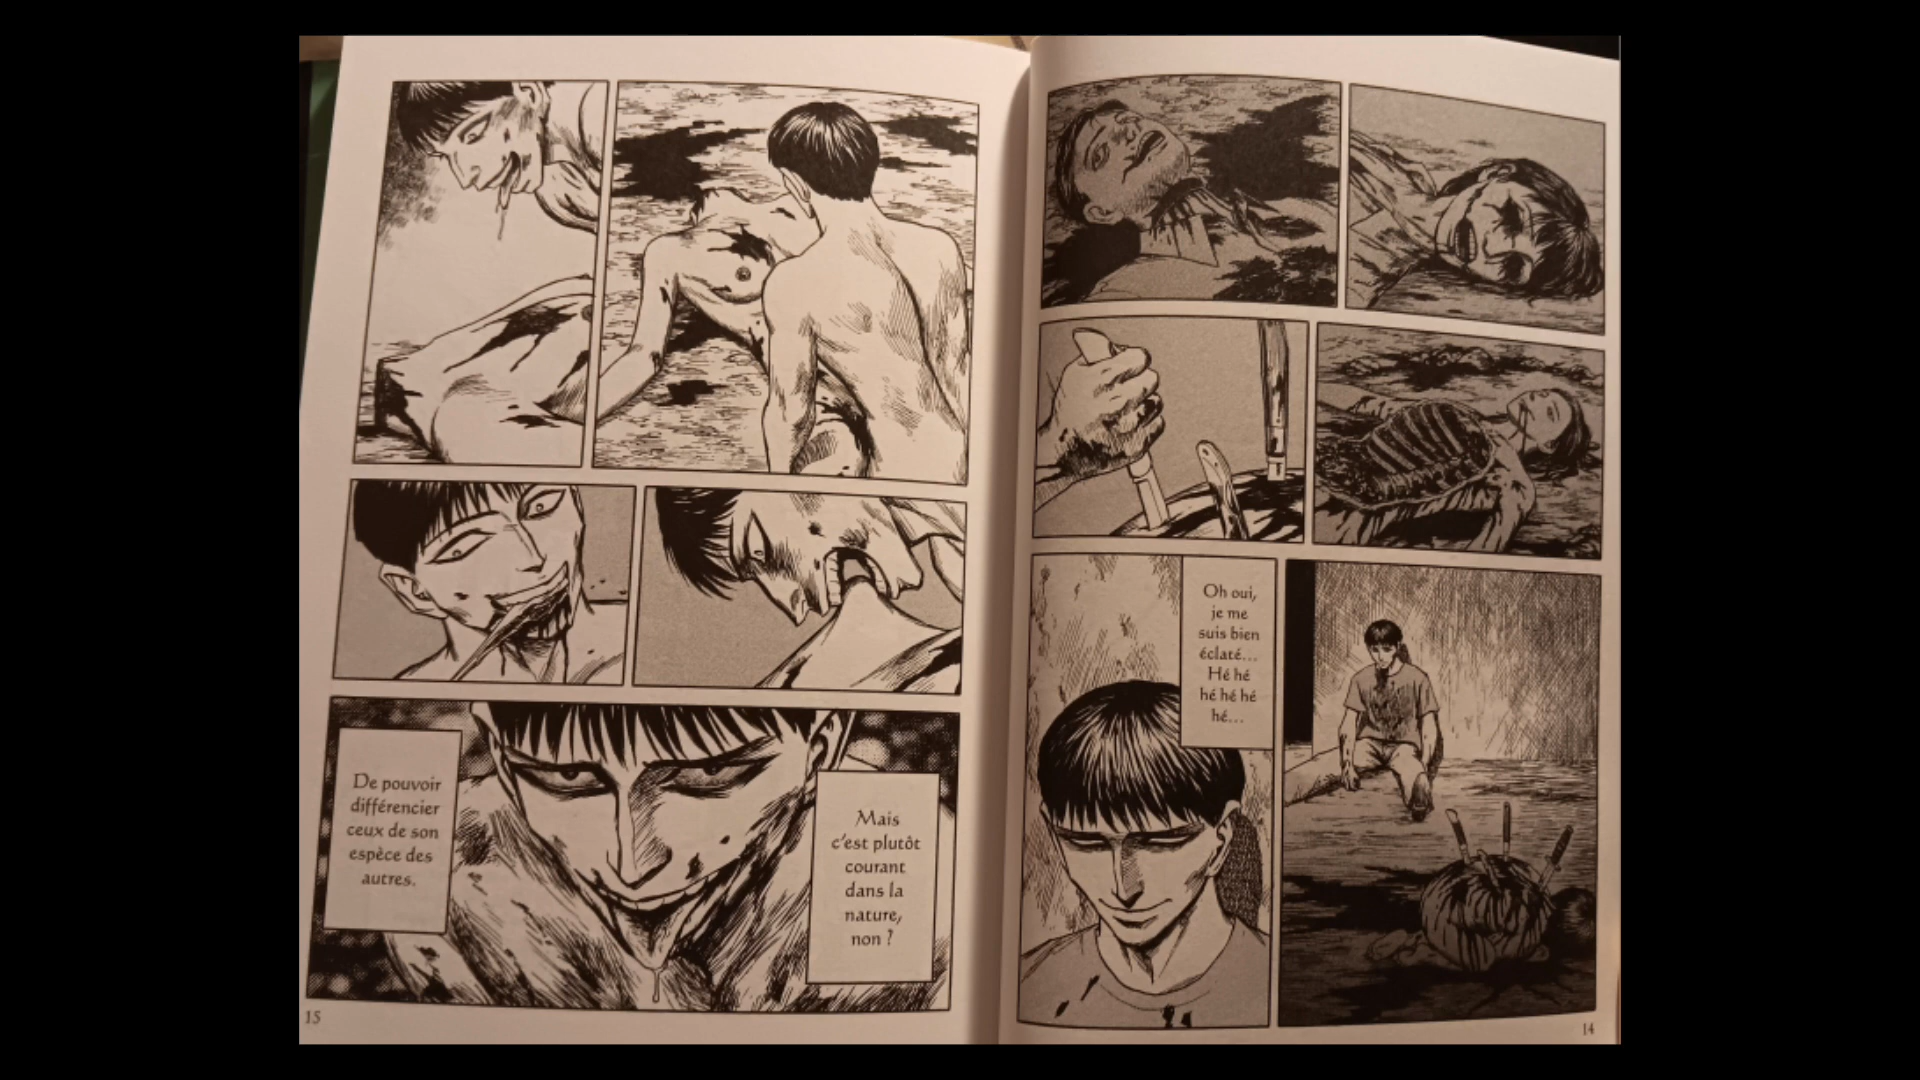 Oh oui,
je me
suis bien
éclaté...
Hé hé
hé hé hé
hé...
14
Mais
c'est plutôt
courant
dans la
nature,
non ?
De pouvoir
différencier
ceux de son
espèce des
autres.
15